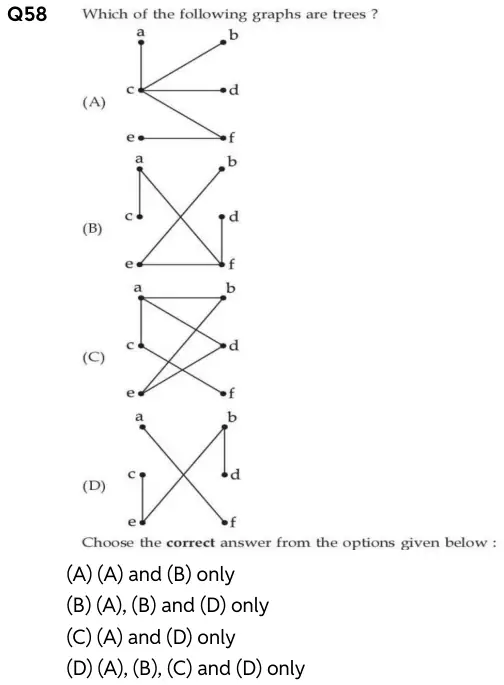 Q58 Which of the following graphs are trees ?
a
b
c
d
(A)
e
f
a
b
c
d
(B)
e
f
a
b
c
d
(C)
e
f
a
b
c
d
(D)
e
f
Choose the correct answer from the options given below :
(A) (A) and (B) only
(B) (A), (B) and (D) only
(C) (A) and (D) only
(D) (A), (B), (C) and (D) only